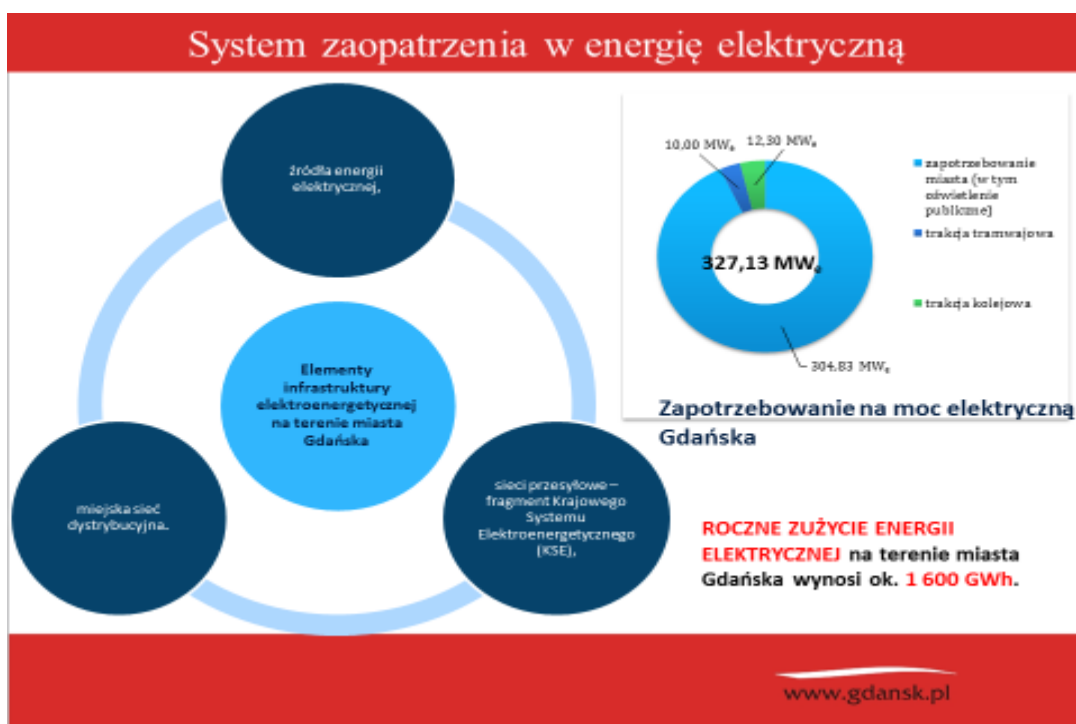 System zaopatrzenia w energię elektryczną
źródła energii
elektrycznej,
Elementy
infrastruktury
elektroenergetycznej
na terenie miasta
Gdańska
miejska sieć
dystrybucyjna.
sieci przesyłowe –
fragment Krajowego
Systemu
Elektroenergetycznego
(KSE),
10,00 MWe
12,30 MWe
327,13 MWe
304,83 MWe
zapotrzebowanie
miasta (w tym
oświetlenie
publiczne)
trakcja tramwajowa
trakcja kolejowa
Zapotrzebowanie na moc elektryczną
Gdańska
ROCZNE ZUŻYCIE ENERGII
ELEKTRYCZNEJ na terenie miasta
Gdańska wynosi ok. 1 600 GWh.
www.gdansk.pl